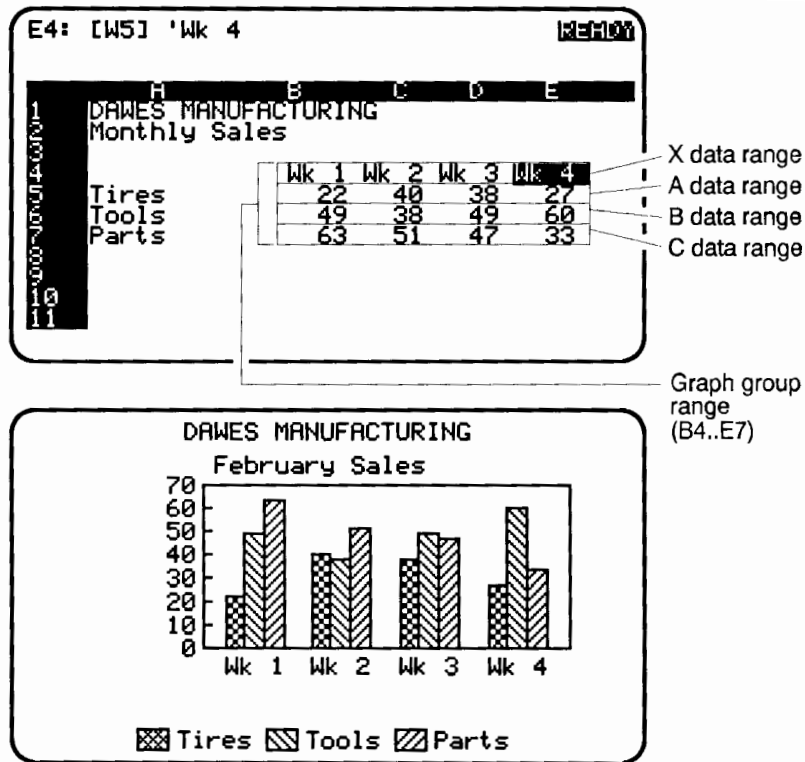 E4: [W5] 'Wk 4 READY
A B C D E
1 DAWES MANUFACTURING
2 Monthly Sales
3
4 Wk 1 Wk 2 Wk 3 Wk 4
5 Tires 22 40 38 27
6 Tools 49 38 49 60
7 Parts 63 51 47 33
8
9
10
11
X data range
A data range
B data range
C data range
Graph group
range
(B4..E7)
DAWES MANUFACTURING
February Sales
70
60
50
40
30
20
10
0
Wk 1 Wk 2 Wk 3 Wk 4
Tires Tools Parts